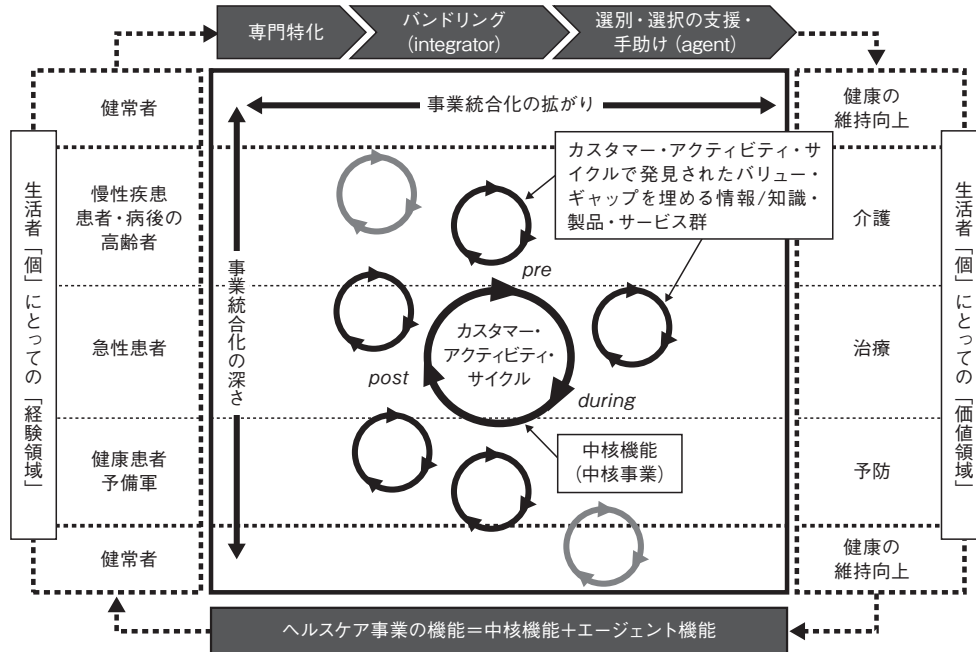 専門特化
バンドリング
(integrator)
選別・選択の支援・
手助け (agent)
生活者「個」にとっての「経験領域」
健常者
慢性疾患
患者・病後の
高齢者
急性患者
健康患者
予備軍
健常者
事業統合化の拡がり
事業統合化の深さ
カスタマー・アクティビティ・サ
イクルで発見されたバリュー・
ギャップを埋める情報/知識・
製品・サービス群
pre
カスタマー・
アクティビティ・
サイクル
post
during
中核機能
(中核事業)
健康の
維持向上
介護
治療
予防
健康の
維持向上
生活者「個」にとっての「価値領域」
ヘルスケア事業の機能=中核機能+エージェント機能